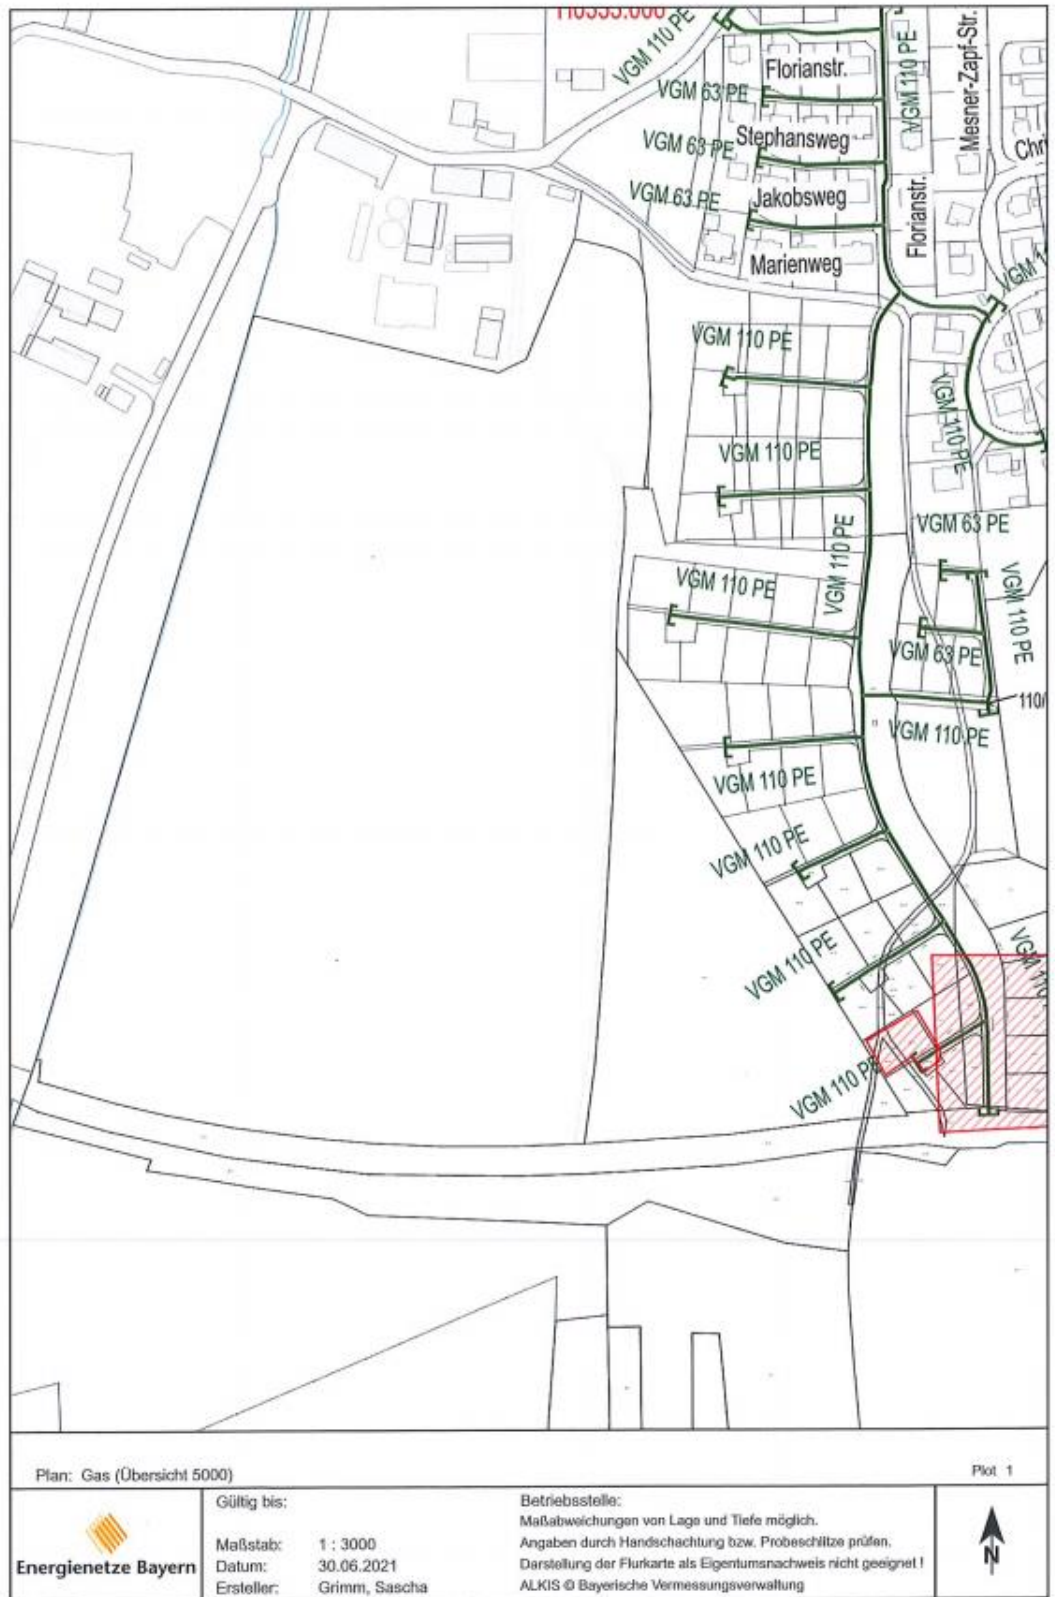 VGM 110 PE
Florianstr.
VGM 110 PE
Mesner-Zapf-Str.
VGM 63 PE
Stephansweg
VGM 63 PE
Jakobsweg
VGM 63 PE
Florianstr.
Marienweg
VGM 110 PE
VGM 110 PE
VGM 110 PE
VGM 110 PE
VGM 63 PE
VGM 110 PE
VGM 110 PE
VGM 63 PE
110/
VGM 110 PE
VGM 110 PE
VGM 110 PE
VGM 110 PE
VGM 110 PE
Plan: Gas (Übersicht 5000)
Plot 1
Energienetze Bayern
Gültig bis:
Maßstab: 1 : 3000
Datum: 30.06.2021
Ersteller: Grimm, Sascha
Betriebsstelle:
Maßabweichungen von Lage und Tiefe möglich.
Angaben durch Handschachtung bzw. Probeschlitze prüfen.
Darstellung der Flurkarte als Eigentumsnachweis nicht geeignet !
ALKIS © Bayerische Vermessungsverwaltung
N